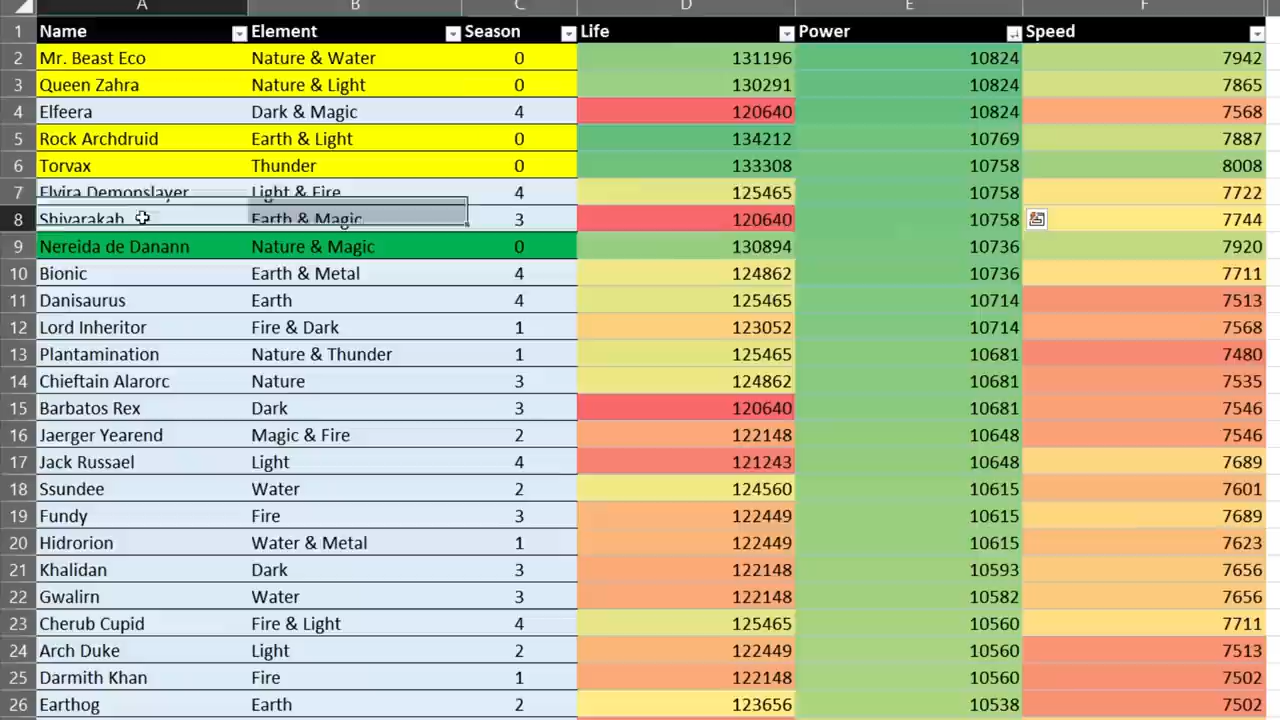 A B C D E F
1 Name Element Season Life Power Speed
2 Mr. Beast Eco Nature & Water 0 131196 10824 7942
3 Queen Zahra Nature & Light 0 130291 10824 7865
4 Elfeera Dark & Magic 4 120640 10824 7568
5 Rock Archdruid Earth & Light 0 134212 10769 7887
6 Torvax Thunder 0 133308 10758 8008
7 Elvira Demonslayer Light & Fire 4 125465 10758 7722
8 Shivarakah Earth & Magic 3 120640 10758 7744
9 Nereida de Danann Nature & Magic 0 130894 10736 7920
10 Bionic Earth & Metal 4 124862 10736 7711
11 Danisaurus Earth 4 125465 10714 7513
12 Lord Inheritor Fire & Dark 1 123052 10714 7568
13 Plantamination Nature & Thunder 1 125465 10681 7480
14 Chieftain Alarorc Nature 3 124862 10681 7535
15 Barbatos Rex Dark 3 120640 10681 7546
16 Jaerger Yearend Magic & Fire 2 122148 10648 7546
17 Jack Russael Light 4 121243 10648 7689
18 Ssundee Water 2 124560 10615 7601
19 Fundy Fire 3 122449 10615 7689
20 Hidrorion Water & Metal 1 122449 10615 7623
21 Khalidan Dark 3 122148 10593 7656
22 Gwalirn Water 3 122148 10582 7656
23 Cherub Cupid Fire & Light 4 125465 10560 7711
24 Arch Duke Light 2 122449 10560 7513
25 Darmith Khan Fire 1 122148 10560 7502
26 Earthog Earth 2 123656 10538 7502